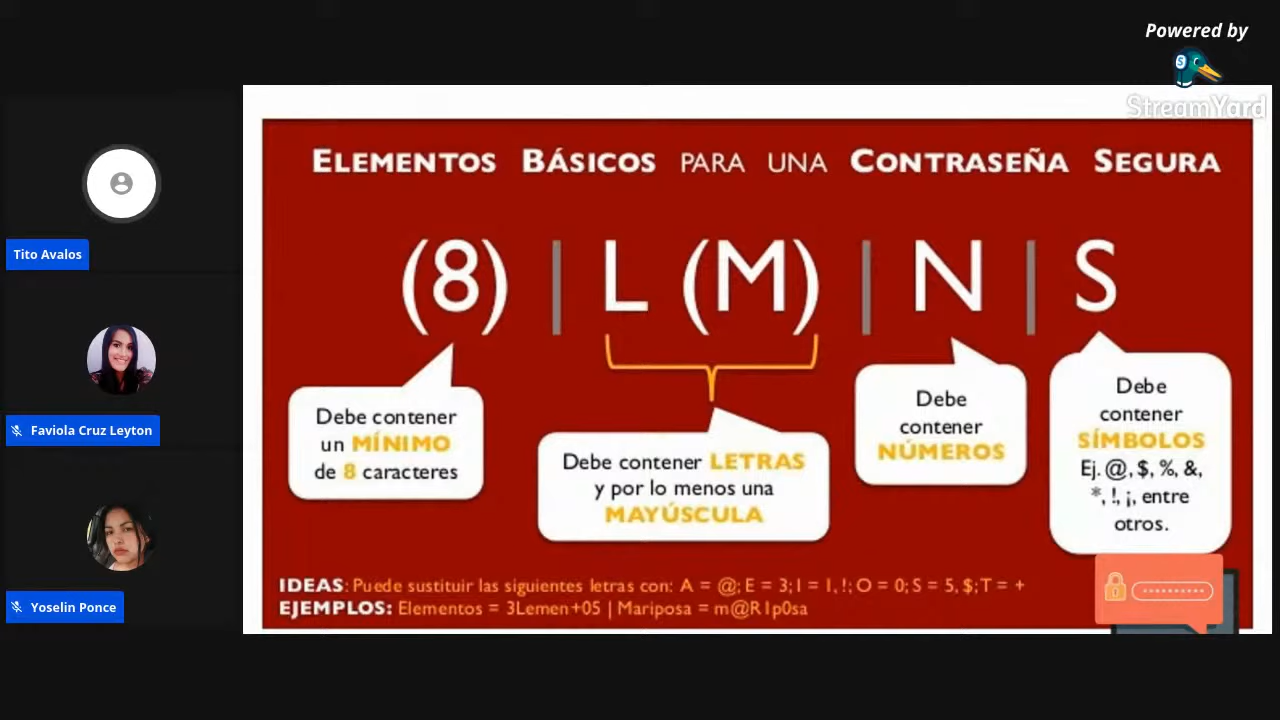 Powered by
StreamYard
Tito Avalos
Faviola Cruz Leyton
Yoselin Ponce
ELEMENTOS BÁSICOS PARA UNA CONTRASEÑA SEGURA
(8) | L (M) | N | S
Debe contener
un MÍNIMO
de 8 caracteres
Debe contener LETRAS
y por lo menos una
MAYÚSCULA
Debe
contener
NÚMEROS
Debe
contener
SÍMBOLOS
Ej. @, $, %, &,
*, !, ¡, entre
otros.
IDEAS: Puede sustituir las siguientes letras con: A = @; E = 3; I = 1, !; O = 0; S = 5, $; T = +
EJEMPLOS: Elementos = 3Lemen+05 | Mariposa = m@R1p0sa